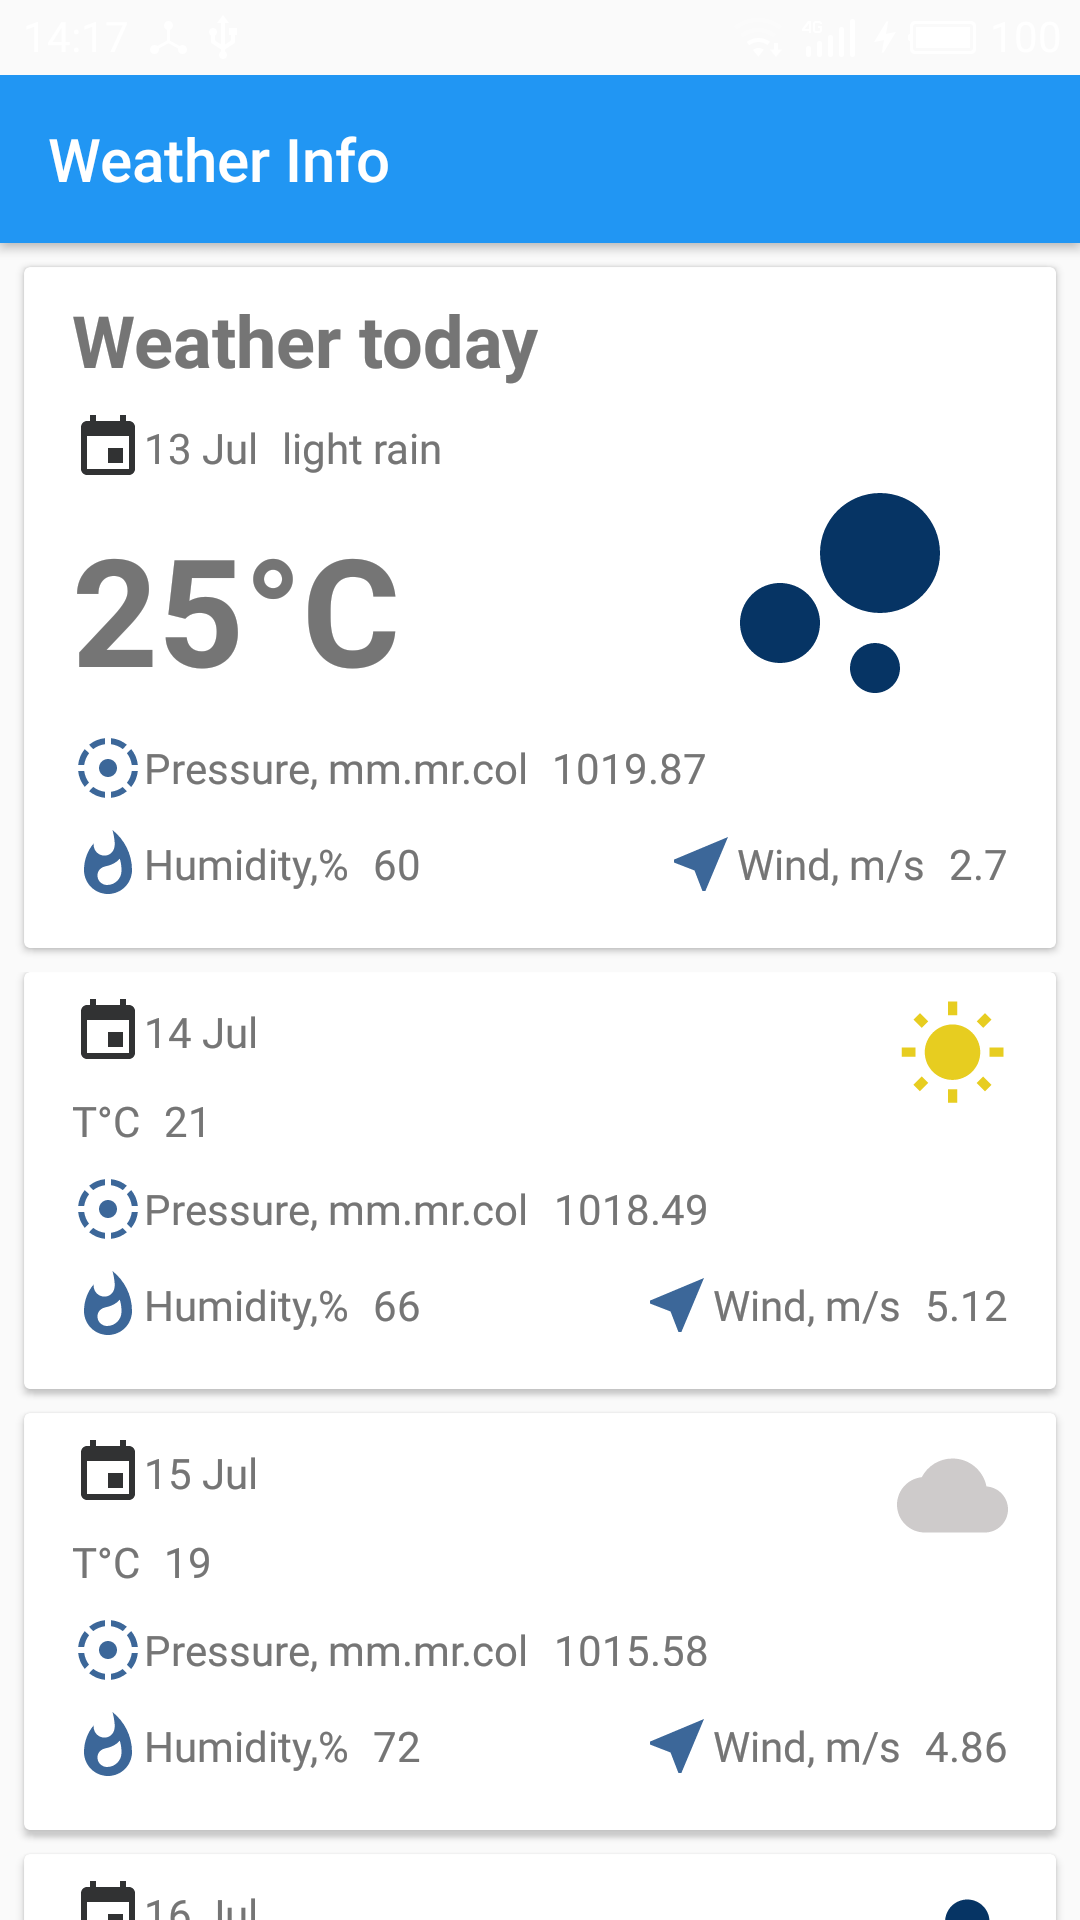 14:17 4G 100
Weather Info
Weather today
13 Jul light rain
25°C
Pressure, mm.mr.col 1019.87
Humidity,% 60 Wind, m/s 2.7
14 Jul
T°C 21
Pressure, mm.mr.col 1018.49
Humidity,% 66 Wind, m/s 5.12
15 Jul
T°C 19
Pressure, mm.mr.col 1015.58
Humidity,% 72 Wind, m/s 4.86
16 Jul